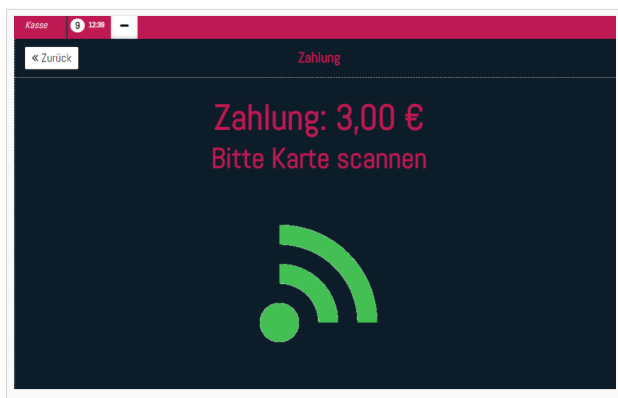 Kasse 9 12:39 −
« Zurück Zahlung
Zahlung: 3,00 €
Bitte Karte scannen